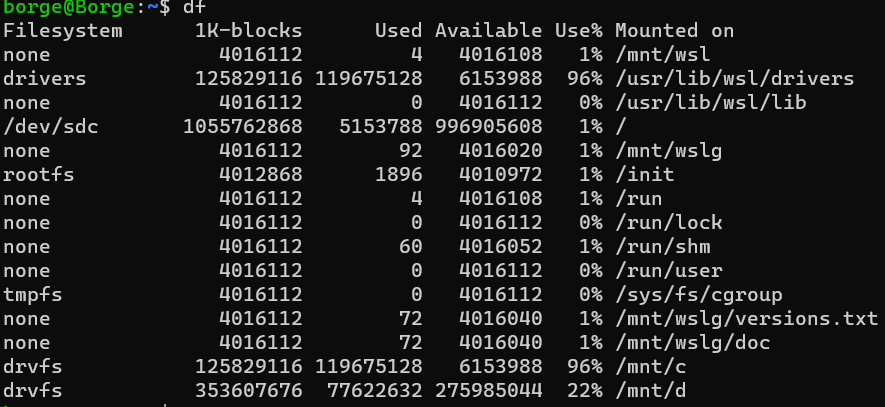 borge@Borge:~$ df
Filesystem      1K-blocks      Used Available Use% Mounted on
none              4016112         4   4016108   1% /mnt/wsl
drivers         125829116 119675128   6153988  96% /usr/lib/wsl/drivers
none              4016112         0   4016112   0% /usr/lib/wsl/lib
/dev/sdc       1055762868   5153788 996905608   1% /
none              4016112        92   4016020   1% /mnt/wslg
rootfs            4012868      1896   4010972   1% /init
none              4016112         4   4016108   1% /run
none              4016112         0   4016112   0% /run/lock
none              4016112        60   4016052   1% /run/shm
none              4016112         0   4016112   0% /run/user
tmpfs             4016112         0   4016112   0% /sys/fs/cgroup
none              4016112        72   4016040   1% /mnt/wslg/versions.txt
none              4016112        72   4016040   1% /mnt/wslg/doc
drvfs           125829116 119675128   6153988  96% /mnt/c
drvfs           353607676  77622632 275985044  22% /mnt/d